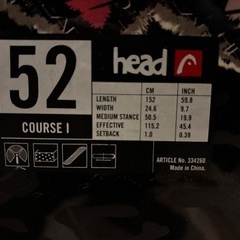 52
COURSE I
head
CM INCH
LENGTH 152 59.8
WIDTH 24.6 9.7
MEDIUM STANCE 50.5 19.9
EFFECTIVE 115.2 45.4
SETBACK 1.0 0.39
ARTICLE No. 334260
Made in China.